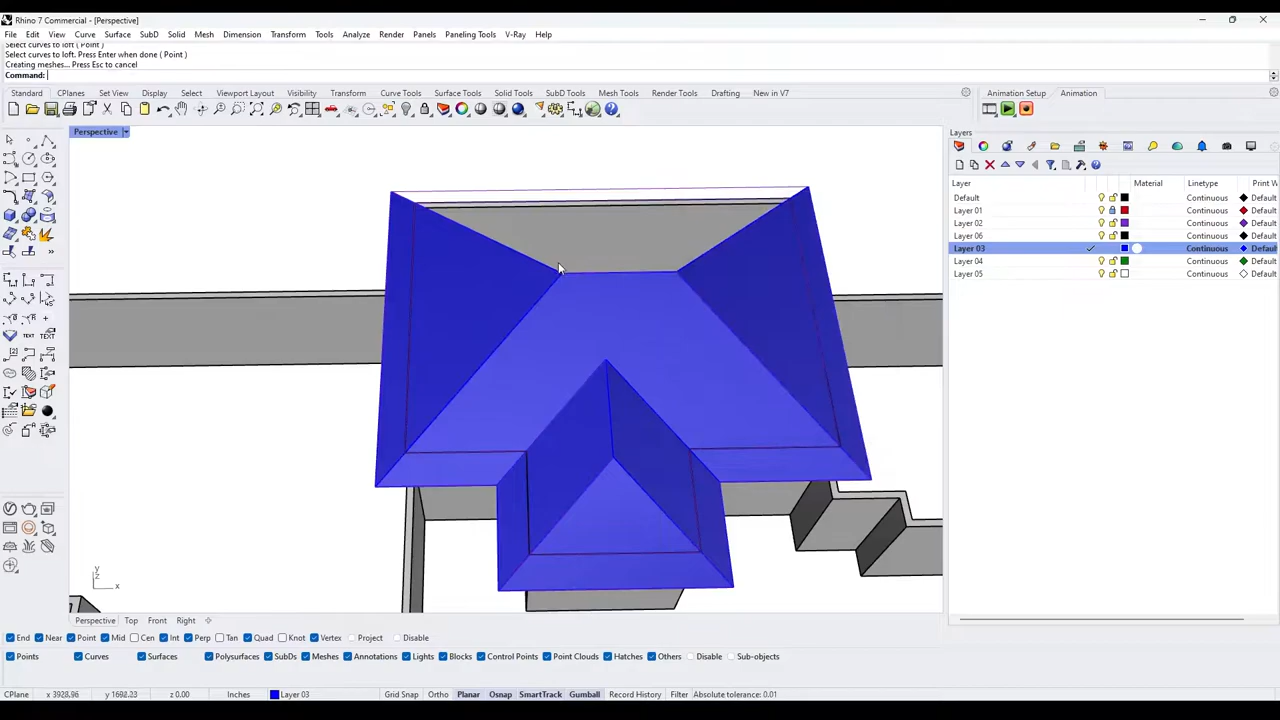 Rhino 7 Commercial - [Perspective]
File Edit View Curve Surface SubD Solid Mesh Dimension Transform Tools Analyze Render Panels Paneling Tools V-Ray Help
Select curves to loft ( Point )
Select curves to loft. Press Enter when done ( Point )
Creating meshes... Press Esc to cancel
Command:
Standard CPlanes Set View Display Select Viewport Layout Visibility Transform Curve Tools Surface Tools Solid Tools SubD Tools Mesh Tools Render Tools Drafting New in V7
Animation Setup Animation
Perspective
Layers
Layer Material Linetype Print W
Default Continuous Default
Layer 01 Continuous Default
Layer 02 Continuous Default
Layer 06 Continuous Default
Layer 03 Continuous Default
Layer 04 Continuous Default
Layer 05 Continuous Default
y
z
x
Perspective Top Front Right
End Near Point Mid Cen Int Perp Tan Quad Knot Vertex Project Disable
Points Curves Surfaces Polysurfaces SubDs Meshes Annotations Lights Blocks Control Points Point Clouds Hatches Others Disable Sub-objects
CPlane x 3928.96 y 1692.23 z 0.00 Inches Layer 03 Grid Snap Ortho Planar Osnap SmartTrack Gumball Record History Filter Absolute tolerance: 0.01